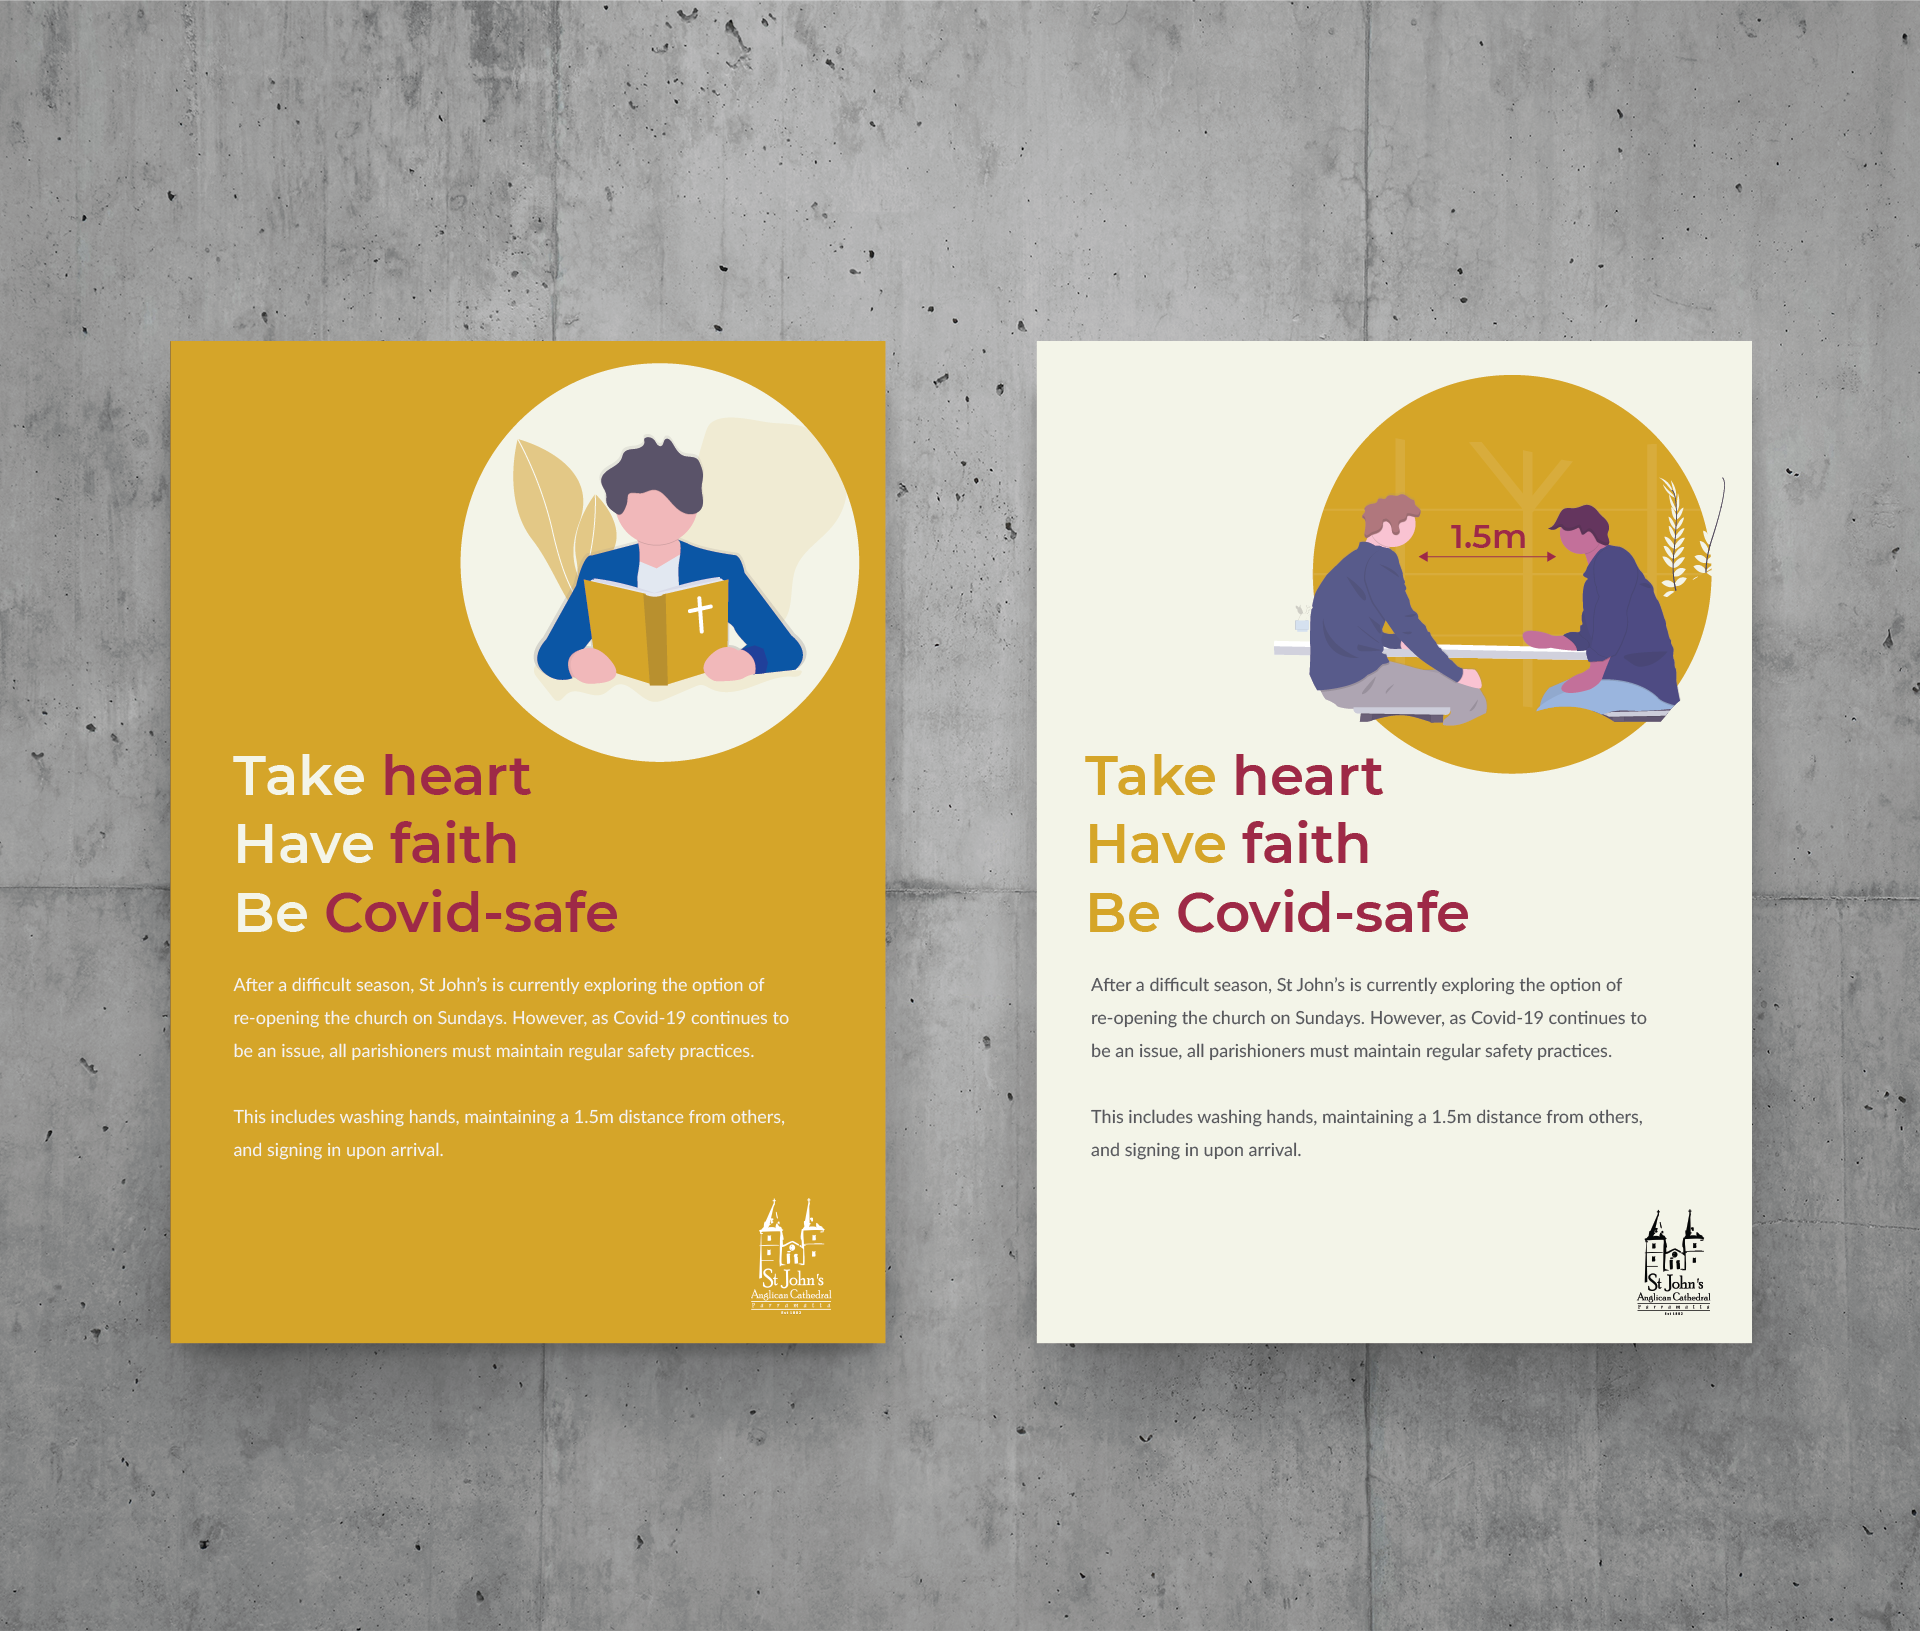 Take heart
Have faith
Be Covid-safe
After a difficult season, St John's is currently exploring the option of
re-opening the church on Sundays. However, as Covid-19 continues to
be an issue, all parishioners must maintain regular safety practices.
This includes washing hands, maintaining a 1.5m distance from others,
and signing in upon arrival.
St John's
Anglican Cathedral
Parramatta
Est 1802
1.5m
Take heart
Have faith
Be Covid-safe
After a difficult season, St John's is currently exploring the option of
re-opening the church on Sundays. However, as Covid-19 continues to
be an issue, all parishioners must maintain regular safety practices.
This includes washing hands, maintaining a 1.5m distance from others,
and signing in upon arrival.
St John's
Anglican Cathedral
Parramatta
Est 1802